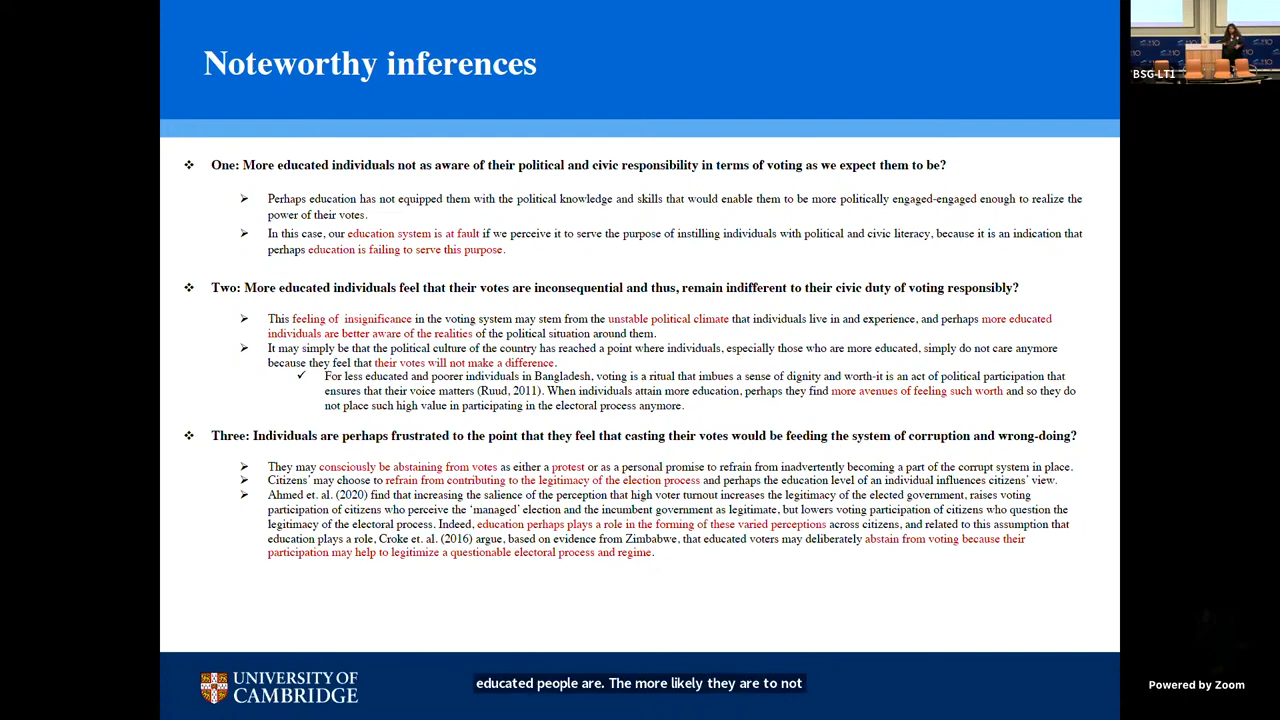 Noteworthy inferences
BSG-LT1
One: More educated individuals not as aware of their political and civic responsibility in terms of voting as we expect them to be?
Perhaps education has not equipped them with the political knowledge and skills that would enable them to be more politically engaged-engaged enough to realize the
power of their votes.
In this case, our education system is at fault if we perceive it to serve the purpose of instilling individuals with political and civic literacy, because it is an indication that
perhaps education is failing to serve this purpose.
Two: More educated individuals feel that their votes are inconsequential and thus, remain indifferent to their civic duty of voting responsibly?
This feeling of insignificance in the voting system may stem from the unstable political climate that individuals live in and experience, and perhaps more educated
individuals are better aware of the realities of the political situation around them.
It may simply be that the political culture of the country has reached a point where individuals, especially those who are more educated, simply do not care anymore
because they feel that their votes will not make a difference.
For less educated and poorer individuals in Bangladesh, voting is a ritual that imbues a sense of dignity and worth-it is an act of political participation that
ensures that their voice matters (Ruud, 2011). When individuals attain more education, perhaps they find more avenues of feeling such worth and so they do
not place such high value in participating in the electoral process anymore.
Three: Individuals are perhaps frustrated to the point that they feel that casting their votes would be feeding the system of corruption and wrong-doing?
They may consciously be abstaining from votes as either a protest or as a personal promise to refrain from inadvertently becoming a part of the corrupt system in place.
Citizens' may choose to refrain from contributing to the legitimacy of the election process and perhaps the education level of an individual influences citizens' view.
Ahmed et. al. (2020) find that increasing the salience of the perception that high voter turnout increases the legitimacy of the elected government, raises voting
participation of citizens who perceive the 'managed' election and the incumbent government as legitimate, but lowers voting participation of citizens who question the
legitimacy of the electoral process. Indeed, education perhaps plays a role in the forming of these varied perceptions across citizens, and related to this assumption that
education plays a role, Croke et. al. (2016) argue, based on evidence from Zimbabwe, that educated voters may deliberately abstain from voting because their
participation may help to legitimize a questionable electoral process and regime.
UNIVERSITY OF
CAMBRIDGE
educated people are. The more likely they are to not
Powered by Zoom